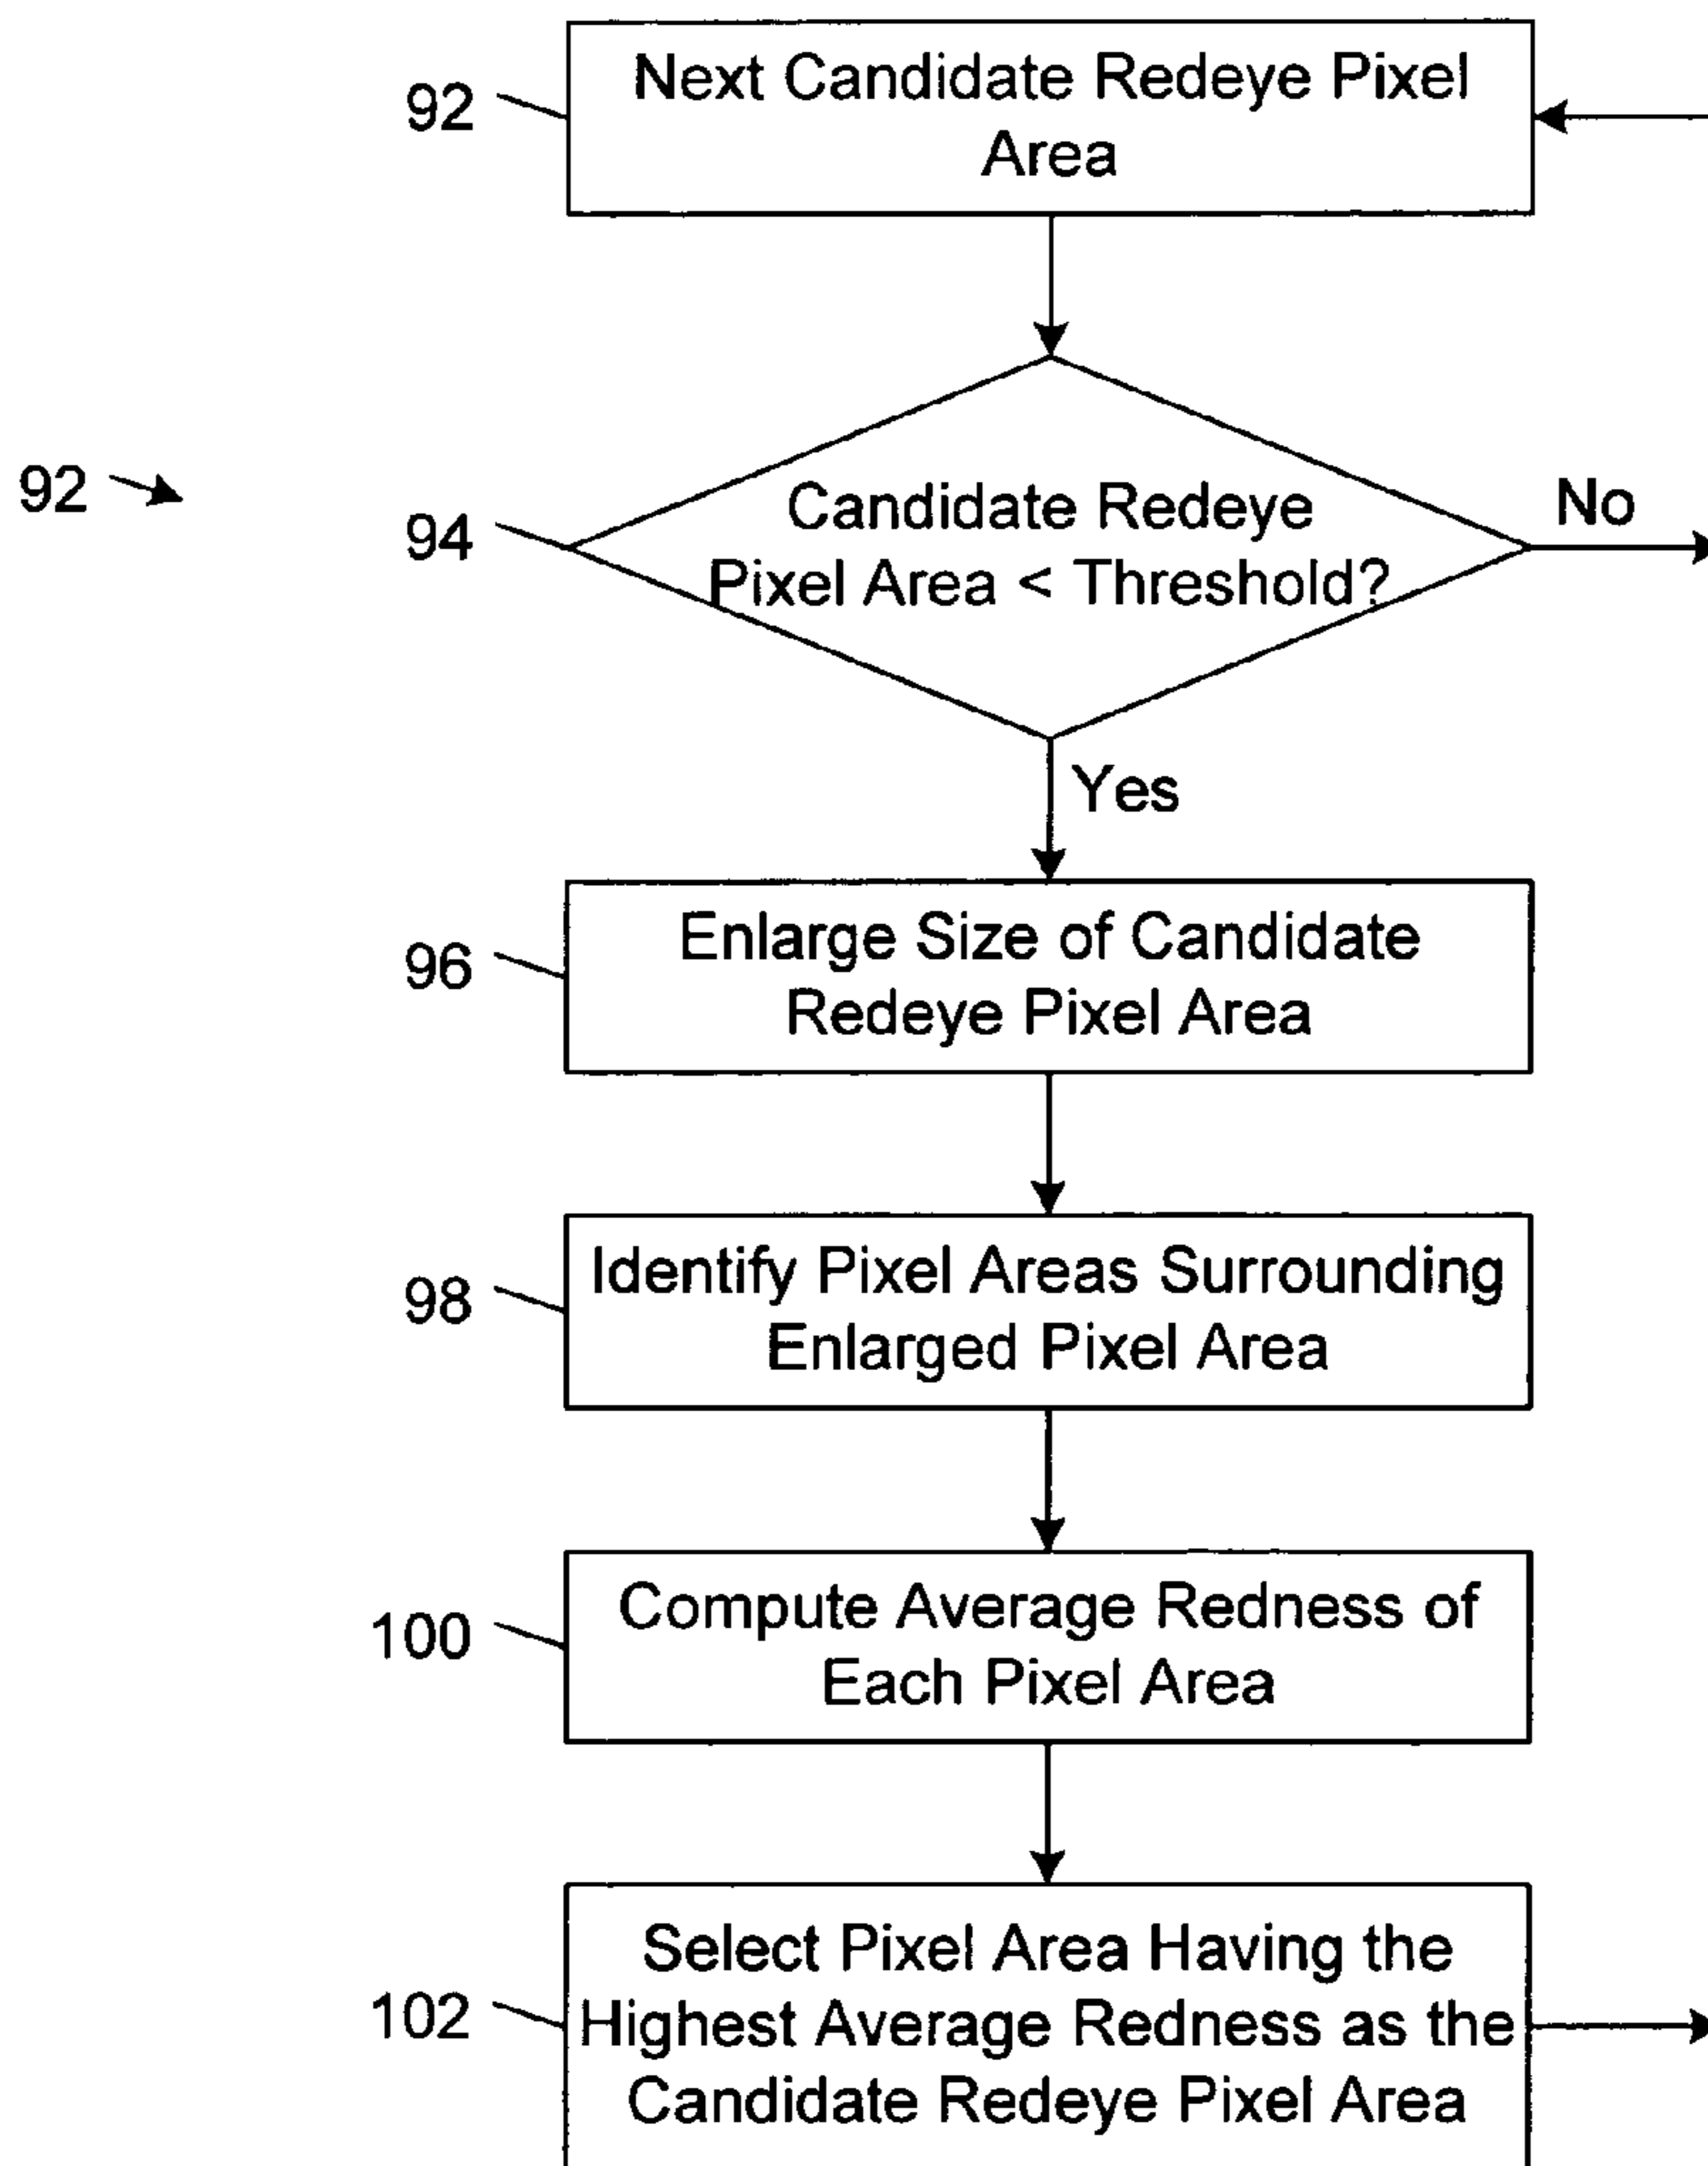 92
Next Candidate Redeye Pixel
Area
92
94
Candidate Redeye
Pixel Area < Threshold?
No
Yes
96
Enlarge Size of Candidate
Redeye Pixel Area
98
Identify Pixel Areas Surrounding
Enlarged Pixel Area
100
Compute Average Redness of
Each Pixel Area
102
Select Pixel Area Having the
Highest Average Redness as the
Candidate Redeye Pixel Area